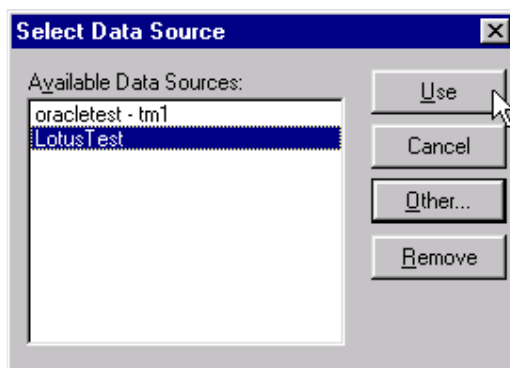 Select Data Source
Available Data Sources:
oracletest - tm1
LotusTest
Use
Cancel
Other...
Remove